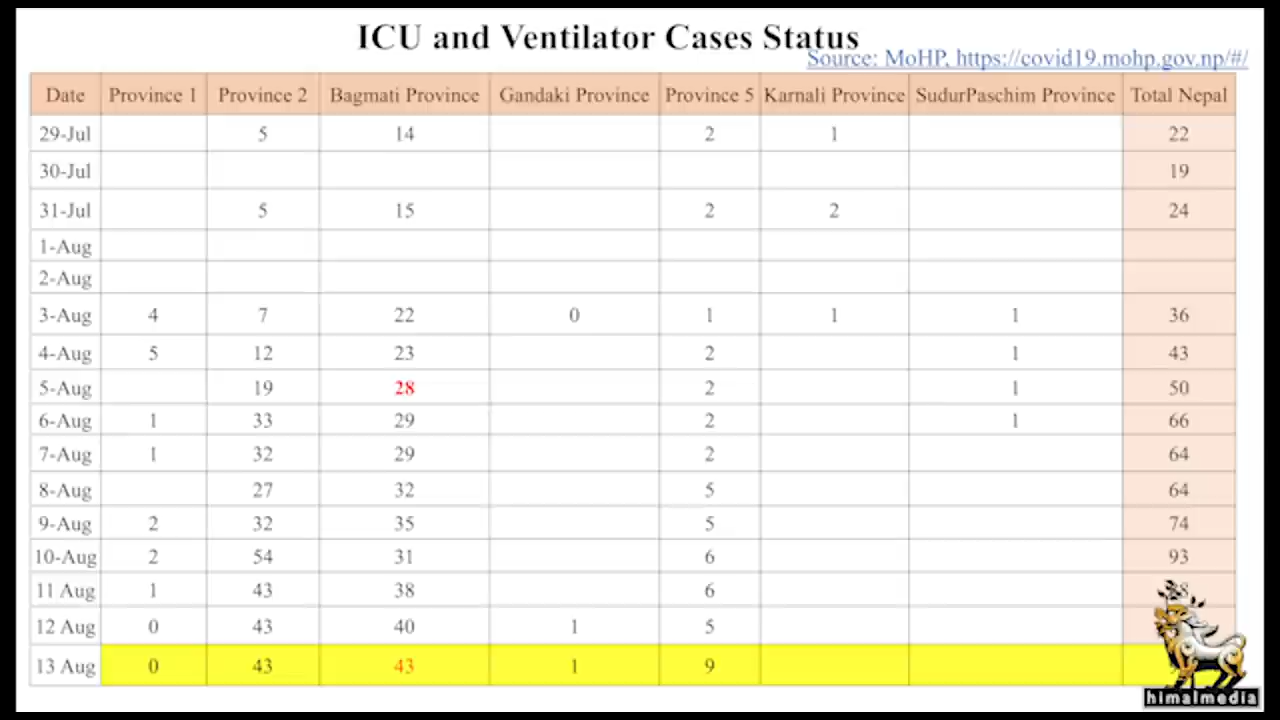 ICU and Ventilator Cases Status
Source: MoHP, https://covid19.mohp.gov.np/#/
Date Province 1 Province 2 Bagmati Province Gandaki Province Province 5 Karnali Province SudurPaschim Province Total Nepal
29-Jul 5 14 2 1 22
30-Jul 19
31-Jul 5 15 2 2 24
1-Aug
2-Aug
3-Aug 4 7 22 0 1 1 1 36
4-Aug 5 12 23 2 1 43
5-Aug 19 28 2 1 50
6-Aug 1 33 29 2 1 66
7-Aug 1 32 29 2 64
8-Aug 27 32 5 64
9-Aug 2 32 35 5 74
10-Aug 2 54 31 6 93
11 Aug 1 43 38 6
12 Aug 0 43 40 1 5
13 Aug 0 43 43 1 9
himalmedia